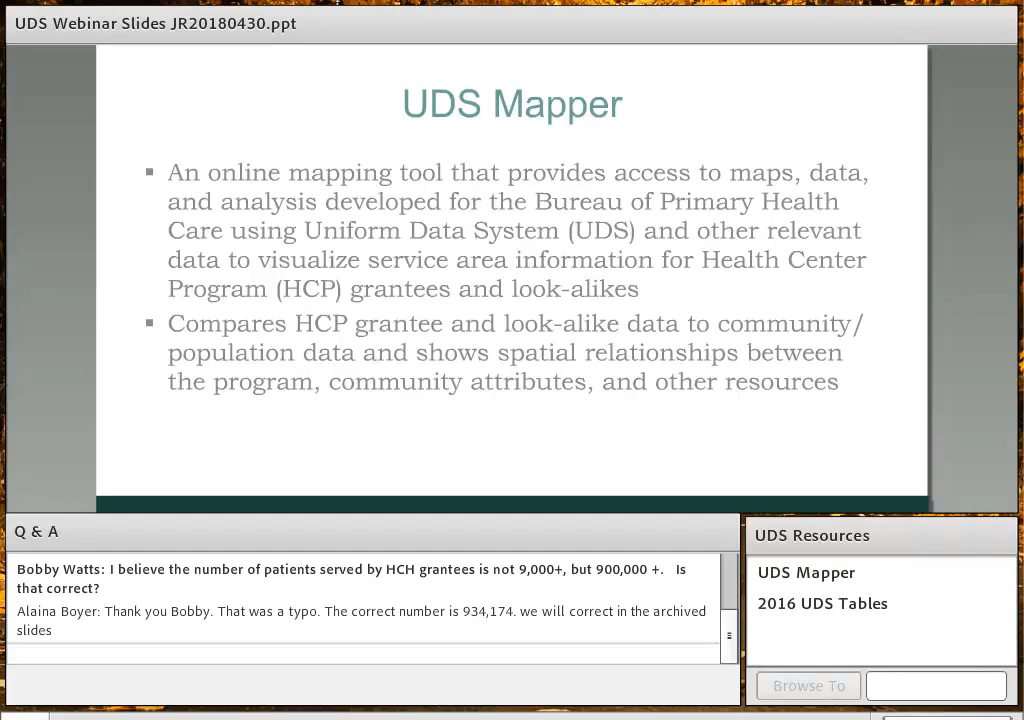 UDS Webinar Slides JR20180430.ppt
UDS Mapper
▪ An online mapping tool that provides access to maps, data,
and analysis developed for the Bureau of Primary Health
Care using Uniform Data System (UDS) and other relevant
data to visualize service area information for Health Center
Program (HCP) grantees and look-alikes
▪ Compares HCP grantee and look-alike data to community/
population data and shows spatial relationships between
the program, community attributes, and other resources
Q & A
Bobby Watts: I believe the number of patients served by HCH grantees is not 9,000+, but 900,000 +. Is
that correct?
Alaina Boyer: Thank you Bobby. That was a typo. The correct number is 934,174. we will correct in the archived
slides
UDS Resources
UDS Mapper
2016 UDS Tables
Browse To